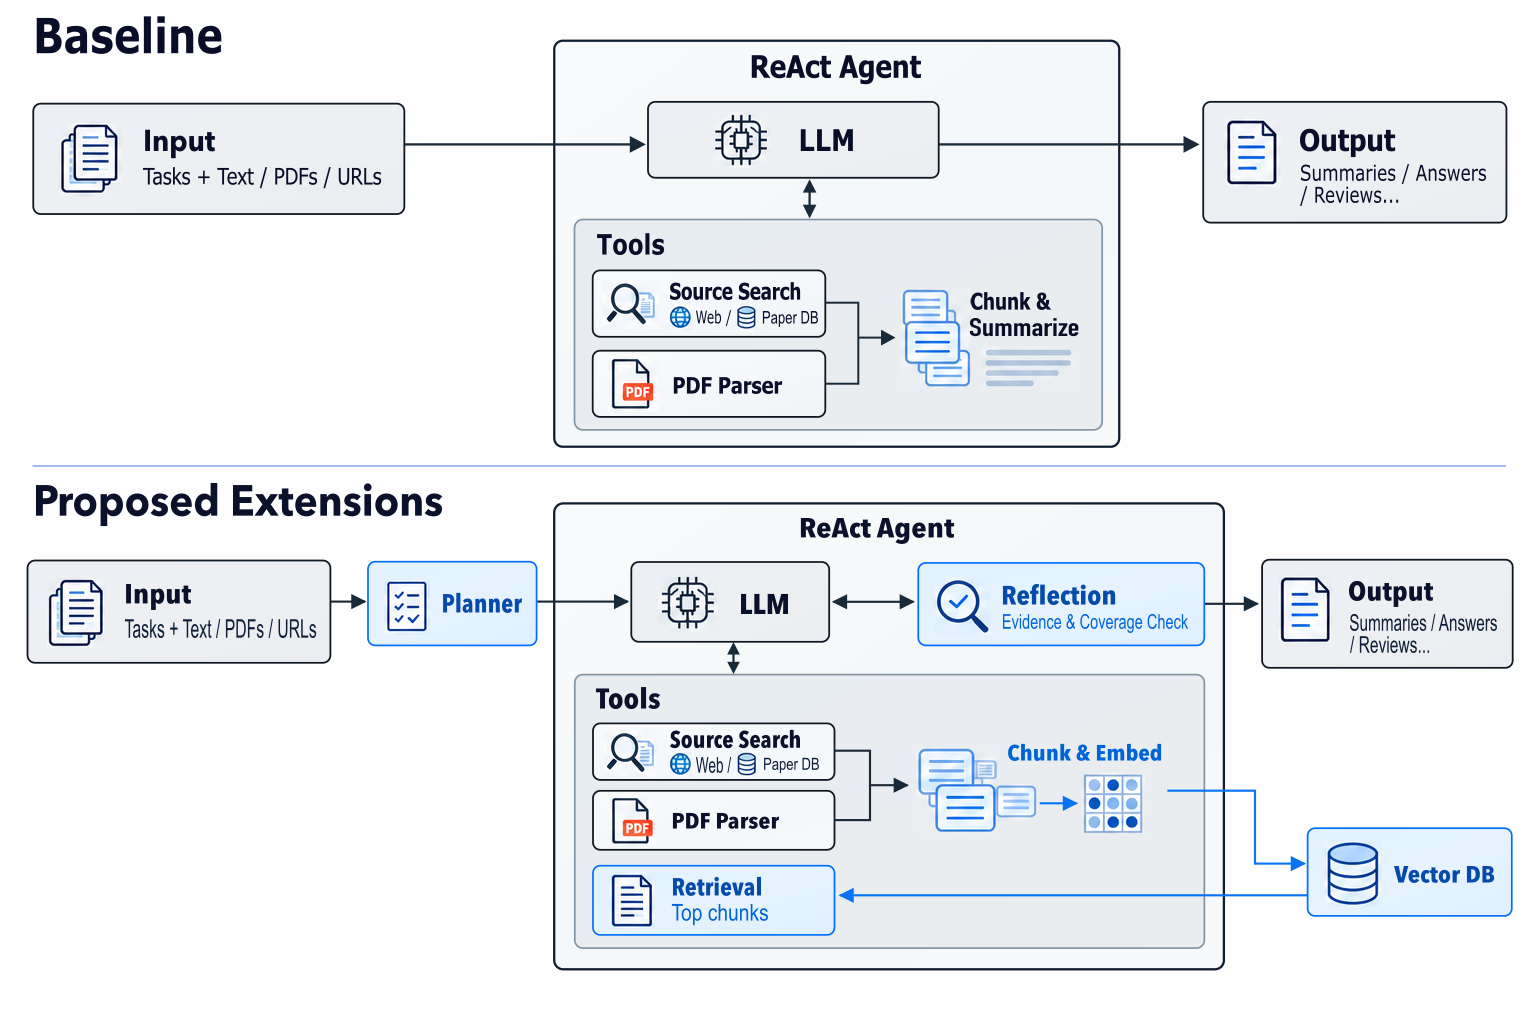 Baseline
ReAct Agent
Input
Tasks + Text / PDFs / URLs
LLM
Output
Summaries / Answers
/ Reviews...
Tools
Source Search
Web / Paper DB
PDF
PDF Parser
Chunk &
Summarize
Proposed Extensions
ReAct Agent
Input
Tasks + Text / PDFs / URLs
Planner
LLM
Reflection
Evidence & Coverage Check
Output
Summaries / Answers
/ Reviews...
Tools
Source Search
Web / Paper DB
PDF
PDF Parser
Chunk & Embed
Retrieval
Top chunks
Vector DB